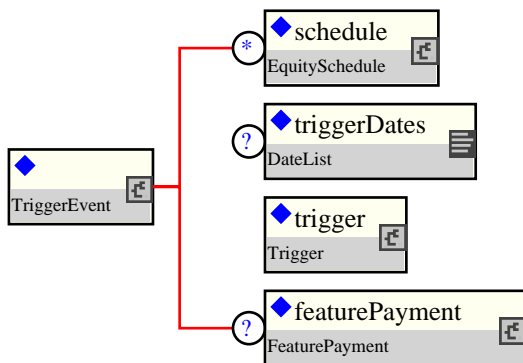 *
schedule
EquitySchedule
?
triggerDates
DateList
TriggerEvent
trigger
Trigger
?
featurePayment
FeaturePayment